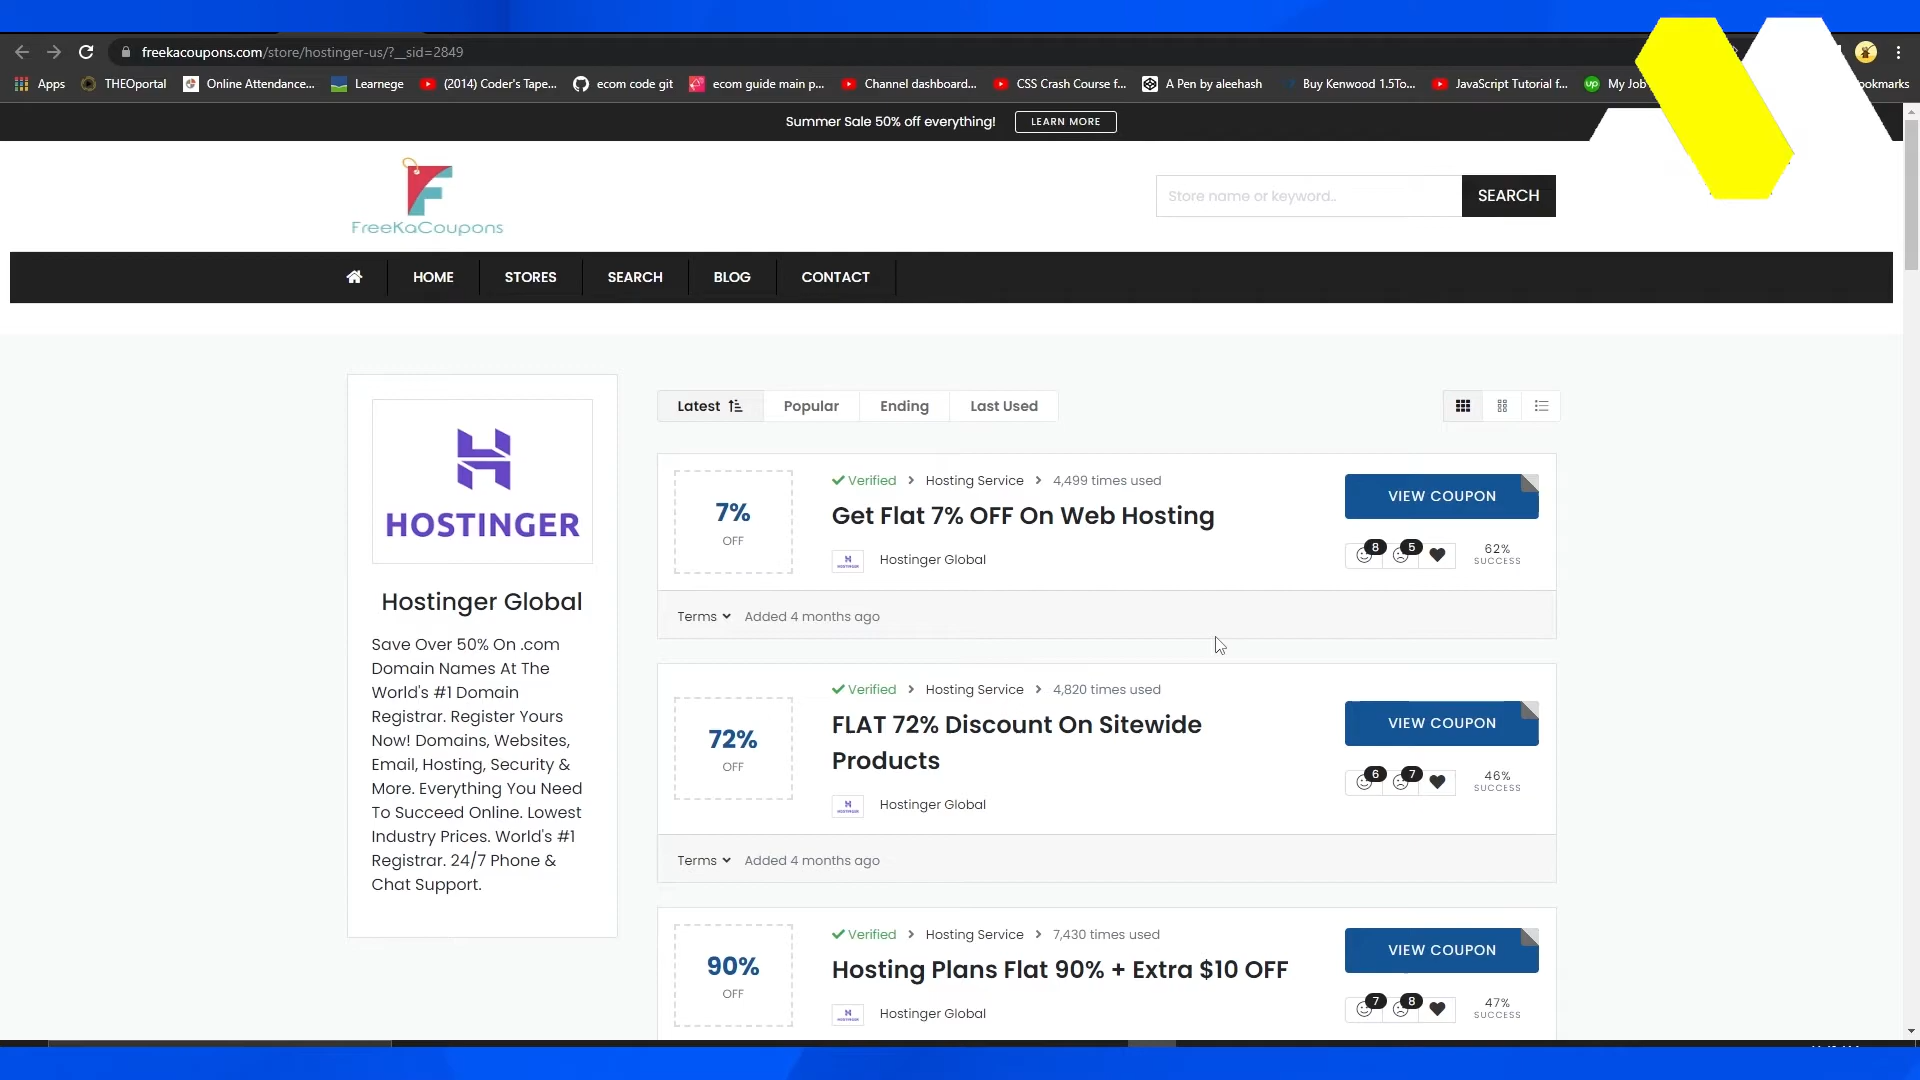 freekacoupons.com/store/hostinger-us/?__sid=2849
Apps THEOportal Online Attendance... Learnege (2014) Coder's Tape... ecom code git ecom guide main p... Channel dashboard... CSS Crash Course f... A Pen by aleehash Buy Kenwood 1.5To... JavaScript Tutorial f... My Job ookmarks
Summer Sale 50% off everything! LEARN MORE
F
FreeKaCoupons
Store name or keyword.. SEARCH
HOME STORES SEARCH BLOG CONTACT
HOSTINGER
Hostinger Global
Save Over 50% On .com
Domain Names At The
World's #1 Domain
Registrar. Register Yours
Now! Domains, Websites,
Email, Hosting, Security &
More. Everything You Need
To Succeed Online. Lowest
Industry Prices. World's #1
Registrar. 24/7 Phone &
Chat Support.
Latest Popular Ending Last Used
7%
OFF
Verified Hosting Service 4,499 times used
Get Flat 7% OFF On Web Hosting
Hostinger Global
VIEW COUPON
8 5 62%
SUCCESS
Terms Added 4 months ago
72%
OFF
Verified Hosting Service 4,820 times used
FLAT 72% Discount On Sitewide
Products
Hostinger Global
VIEW COUPON
6 7 46%
SUCCESS
Terms Added 4 months ago
90%
OFF
Verified Hosting Service 7,430 times used
Hosting Plans Flat 90% + Extra $10 OFF
Hostinger Global
VIEW COUPON
7 8 47%
SUCCESS